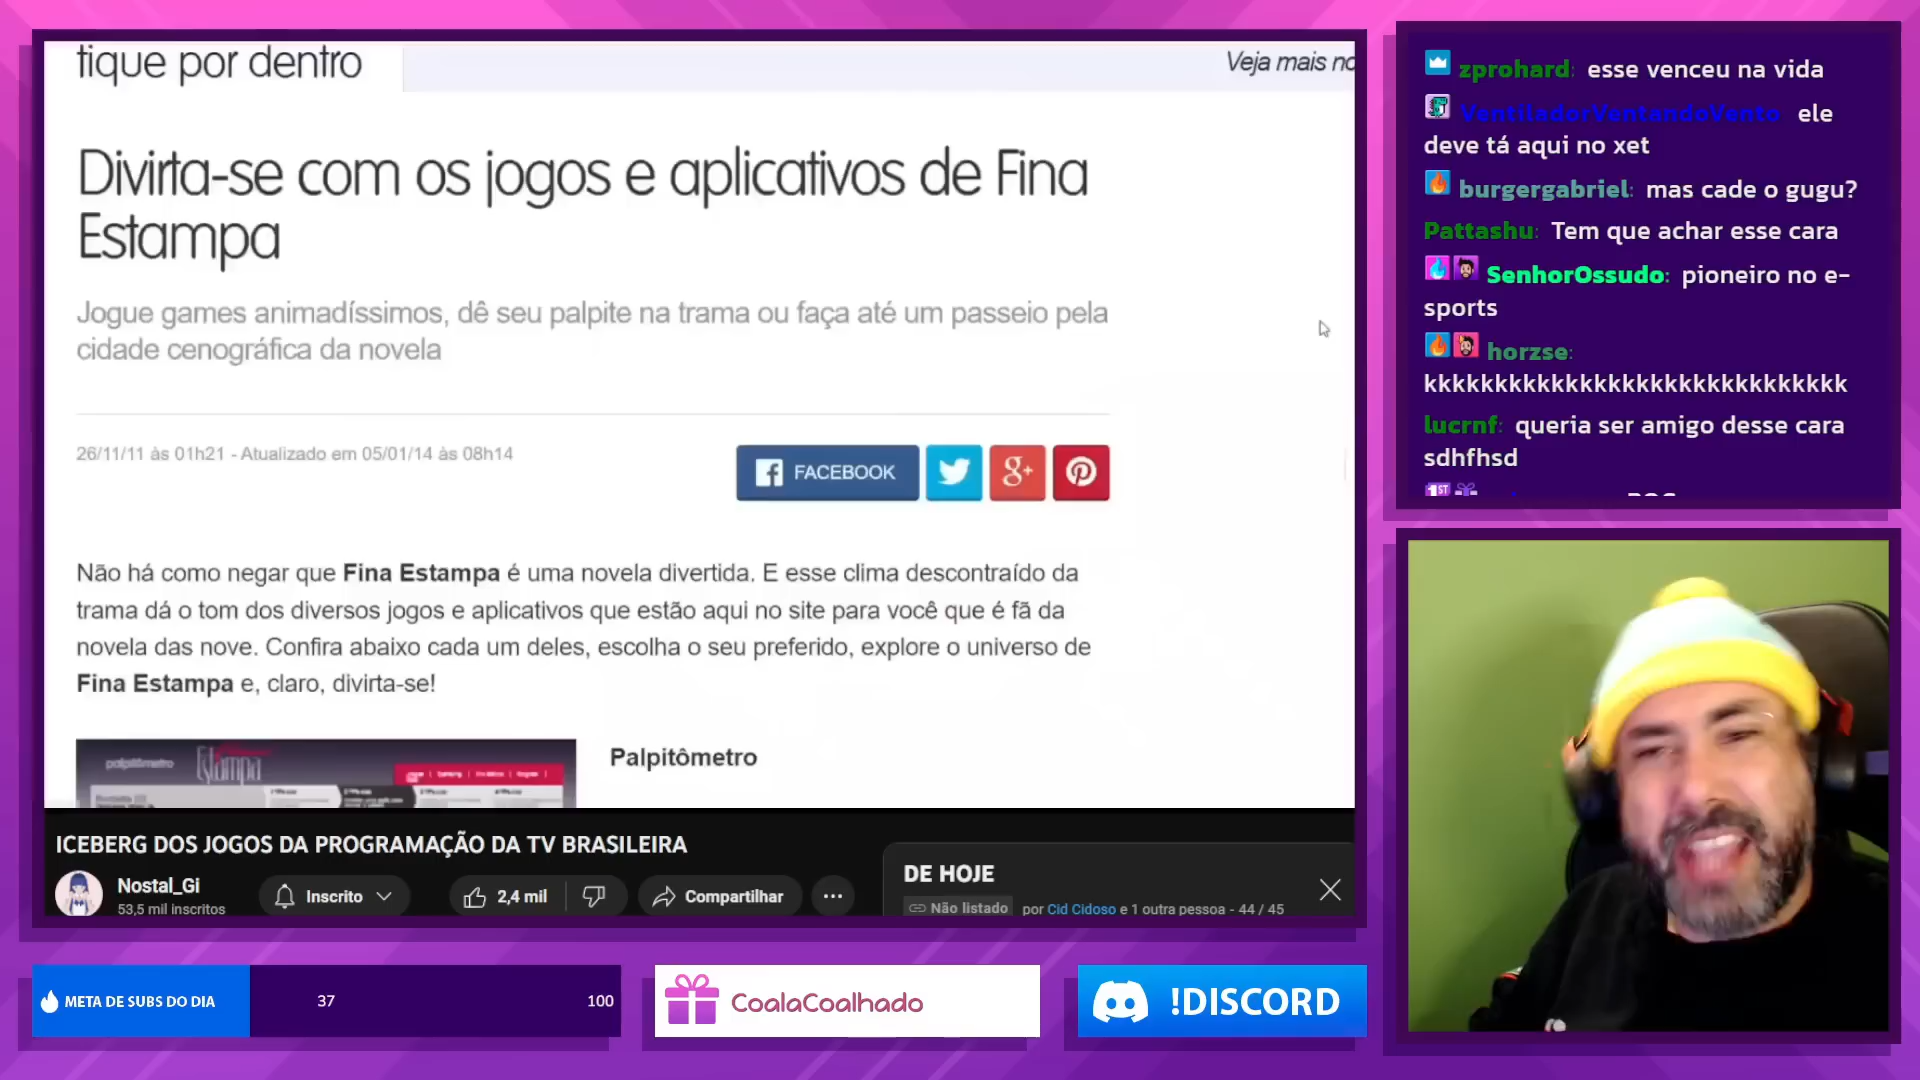 fique por dentro
Veja mais no
Divirta-se com os jogos e aplicativos de Fina
Estampa
Jogue games animadíssimos, dê seu palpite na trama ou faça até um passeio pela
cidade cenográfica da novela
26/11/11 às 01h21 - Atualizado em 05/01/14 às 08h14
FACEBOOK
g+
Não há como negar que Fina Estampa é uma novela divertida. E esse clima descontraído da
trama dá o tom dos diversos jogos e aplicativos que estão aqui no site para você que é fã da
novela das nove. Confira abaixo cada um deles, escolha o seu preferido, explore o universo de
Fina Estampa e, claro, divirta-se!
palpitômetro
Estampa
Palpitômetro
ICEBERG DOS JOGOS DA PROGRAMAÇÃO DA TV BRASILEIRA
Nostal_Gi
53,5 mil inscritos
Inscrito
2,4 mil
Compartilhar
DE HOJE
Não listado por Cid Cidoso e 1 outra pessoa - 44 / 45
zprohard: esse venceu na vida
VentiladorVentandoVento ele
deve tá aqui no xet
burgergabriel: mas cade o gugu?
Pattashu: Tem que achar esse cara
SenhorOssudo: pioneiro no e-
sports
horzse:
kkkkkkkkkkkkkkkkkkkkkkkkkkkkkk
lucrnf: queria ser amigo desse cara
sdhfhsd
1ST
META DE SUBS DO DIA
37
100
CoalaCoalhado
!DISCORD